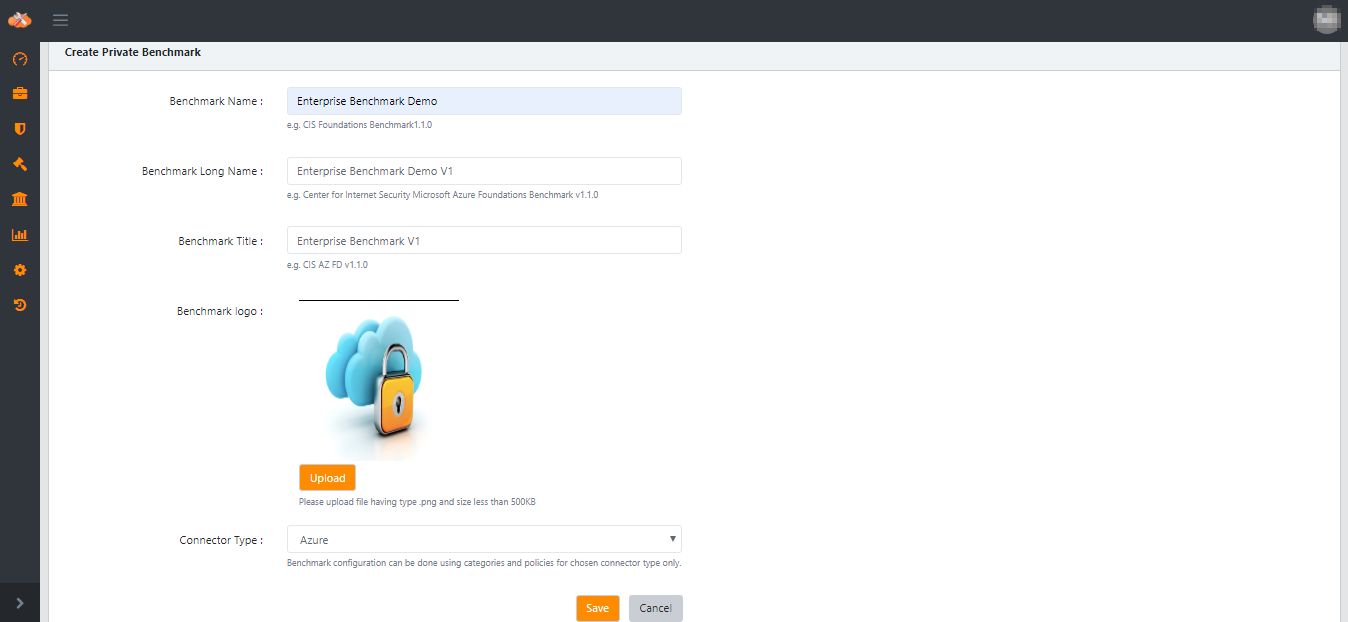 Create Private Benchmark
Benchmark Name :
Enterprise Benchmark Demo
e.g. CIS Foundations Benchmark1.1.0
Benchmark Long Name :
Enterprise Benchmark Demo V1
e.g. Center for Internet Security Microsoft Azure Foundations Benchmark v1.1.0
Benchmark Title :
Enterprise Benchmark V1
e.g. CIS AZ FD v1.1.0
Benchmark logo :
Upload
Please upload file having type .png and size less than 500KB
Connector Type :
Azure
Benchmark configuration can be done using categories and policies for chosen connector type only.
Save
Cancel